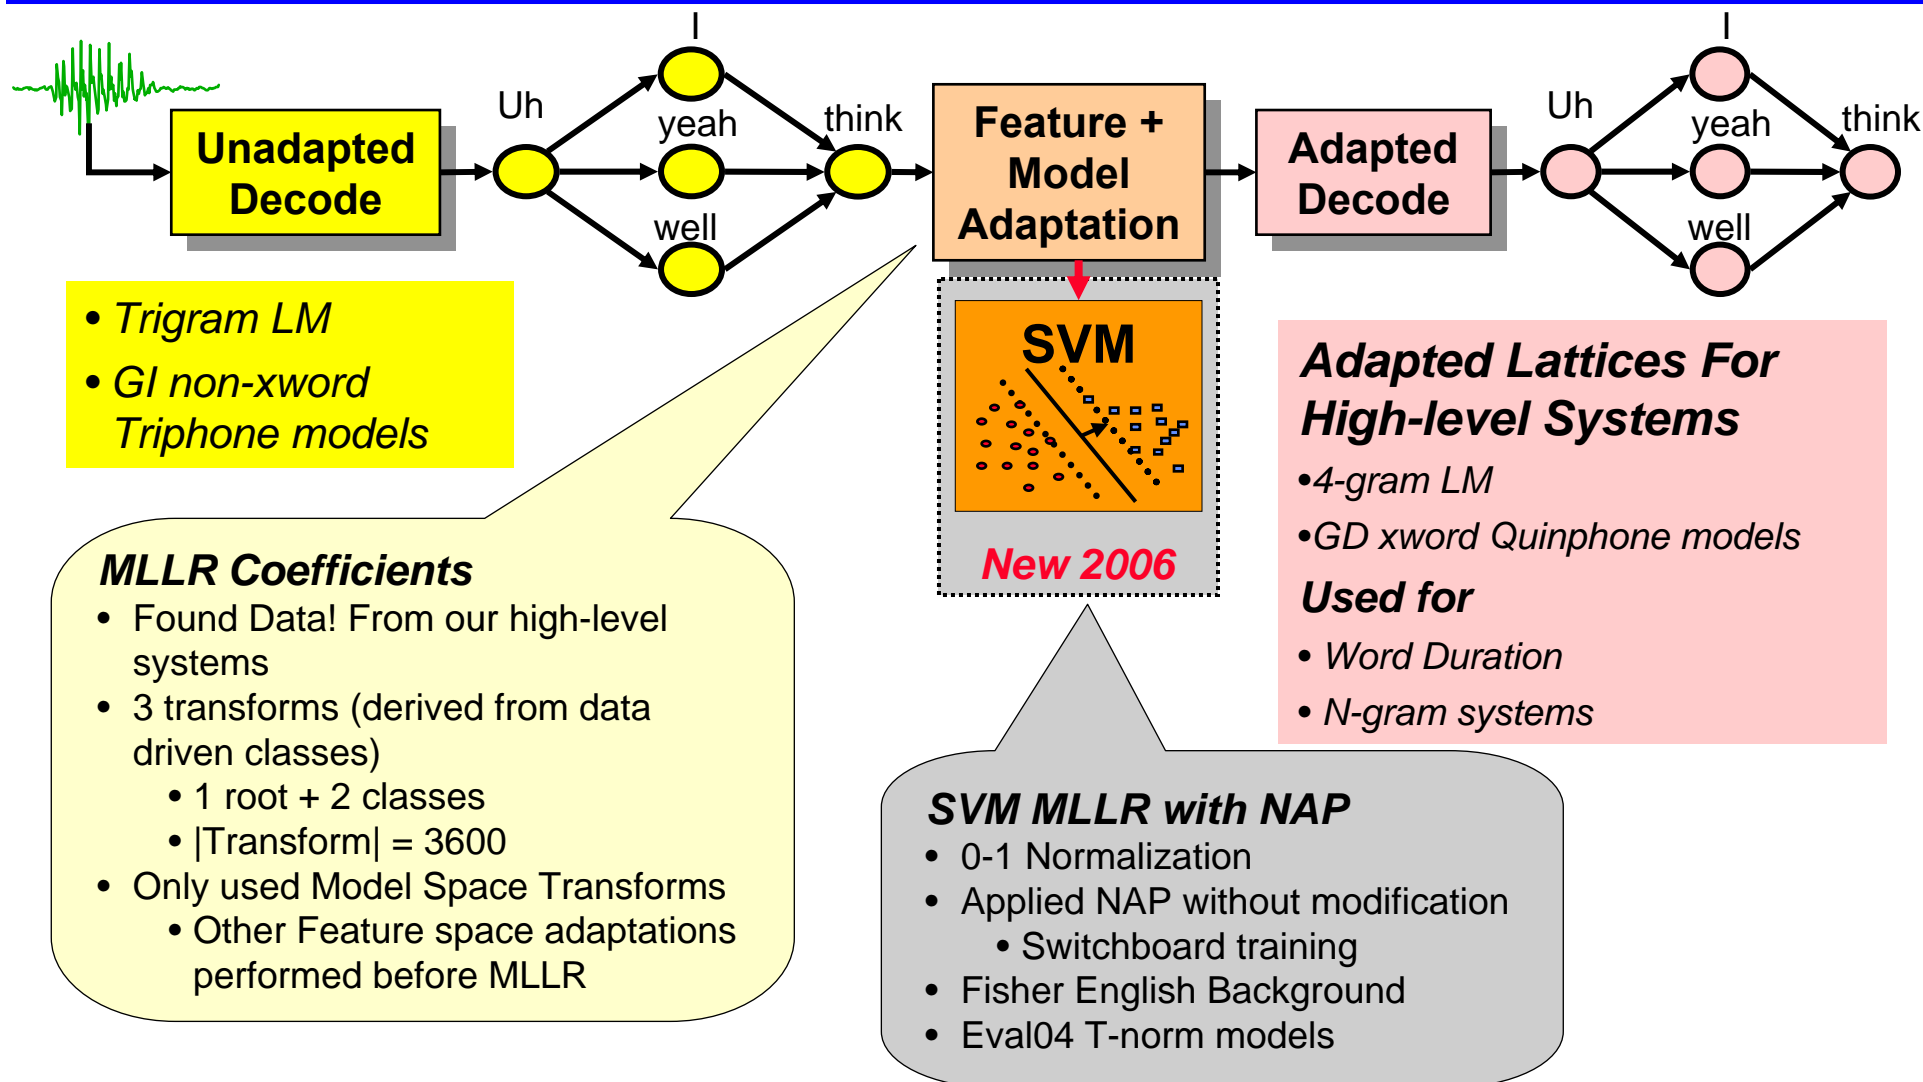 Unadapted
Decode
Uh
I
yeah
well
think
Feature +
Model
Adaptation
Adapted
Decode
Uh
I
yeah
well
think
• Trigram LM
• GI non-xword
Triphone models
SVM
New 2006
Adapted Lattices For
High-level Systems
•4-gram LM
•GD xword Quinphone models
Used for
• Word Duration
• N-gram systems
MLLR Coefficients
• Found Data! From our high-level
systems
• 3 transforms (derived from data
driven classes)
• 1 root + 2 classes
• |Transform| = 3600
• Only used Model Space Transforms
• Other Feature space adaptations
performed before MLLR
SVM MLLR with NAP
• 0-1 Normalization
• Applied NAP without modification
• Switchboard training
• Fisher English Background
• Eval04 T-norm models